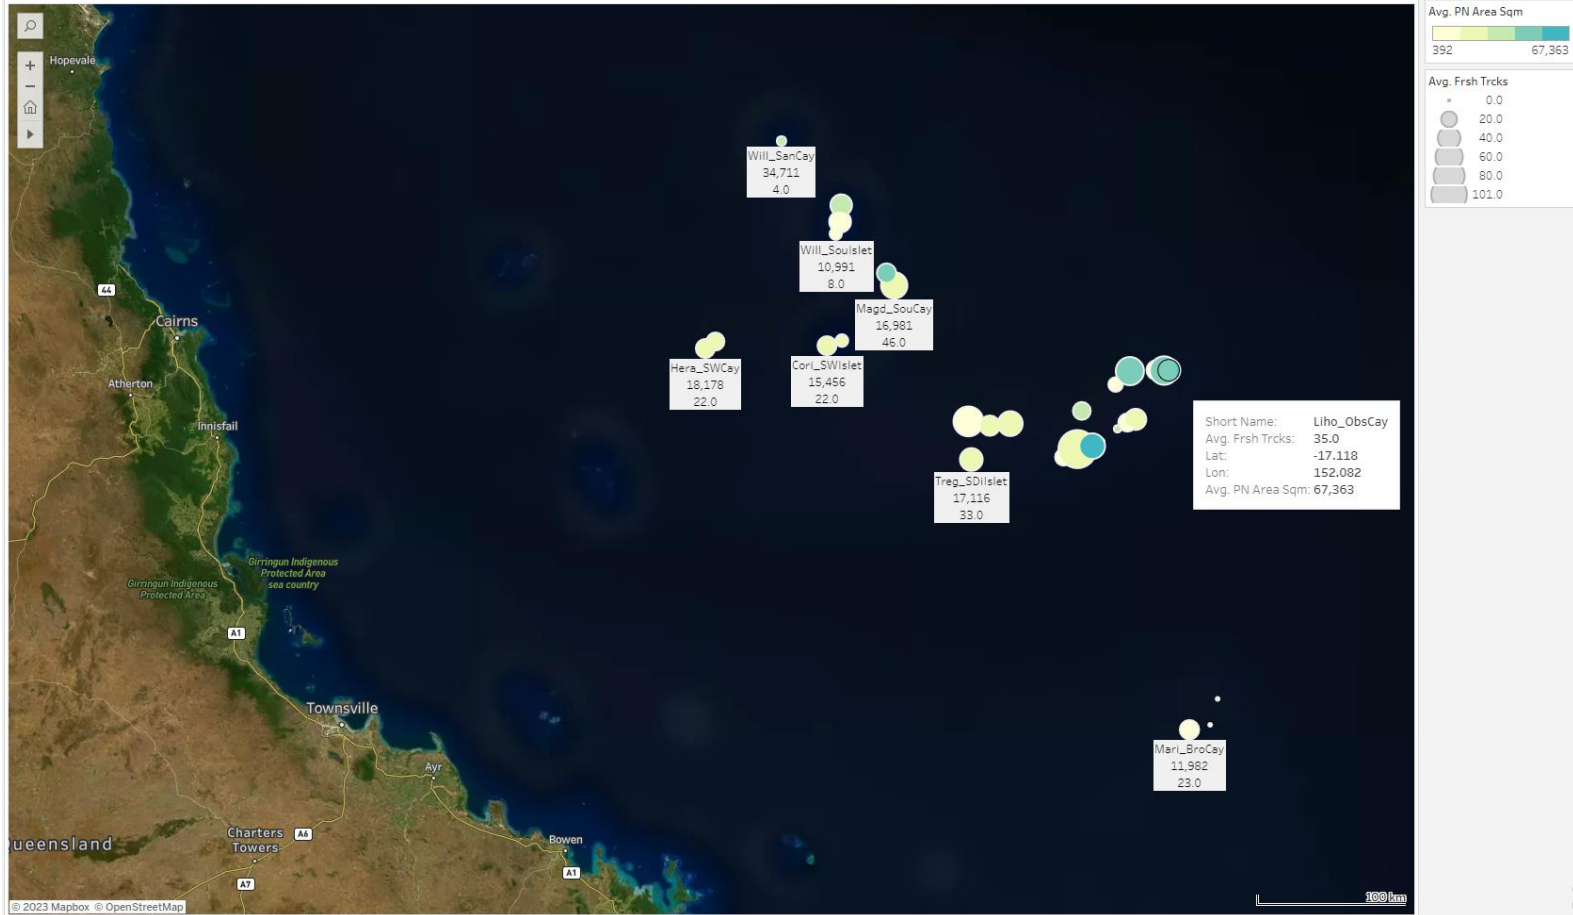 Hopevale
44
Cairns
Atherton
Innisfail
Girringun Indigenous
Protected Area
sea country
Girringun Indigenous
Protected Area
A1
Townsville
Ayr
Charters
Towers
A6
A7
Bowen
A1
ueensland
© 2023 Mapbox © OpenStreetMap
Will_SanCay
34,711
4.0
Will_SouIslet
10,991
8.0
Magd_SouCay
16,981
46.0
Hera_SWCay
18,178
22.0
Cori_SWIslet
15,456
22.0
Treg_SDiIslet
17,116
33.0
Short Name: Liho_ObsCay
Avg. Frsh Trcks: 35.0
Lat: -17.118
Lon: 152.082
Avg. PN Area Sqm: 67,363
Mari_BroCay
11,982
23.0
100 km
Avg. PN Area Sqm
392 67,363
Avg. Frsh Trcks
0.0
20.0
40.0
60.0
80.0
101.0